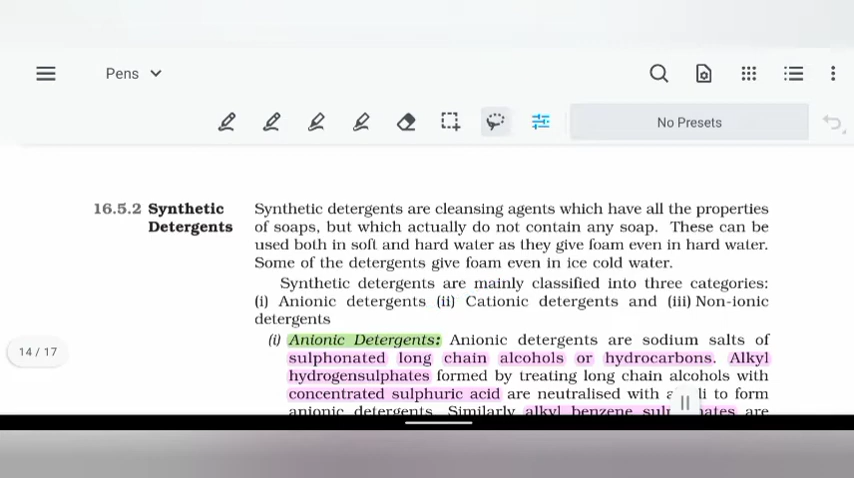 Pens
No Presets
16.5.2 Synthetic Detergents
Synthetic detergents are cleansing agents which have all the properties
of soaps, but which actually do not contain any soap. These can be
used both in soft and hard water as they give foam even in hard water.
Some of the detergents give foam even in ice cold water.
Synthetic detergents are mainly classified into three categories:
(i) Anionic detergents (ii) Cationic detergents and (iii) Non-ionic
detergents
14 / 17
(i) Anionic Detergents: Anionic detergents are sodium salts of
sulphonated long chain alcohols or hydrocarbons. Alkyl
hydrogensulphates formed by treating long chain alcohols with
concentrated sulphuric acid are neutralised with to form
anionic detergents. Similarly alkyl benzene are